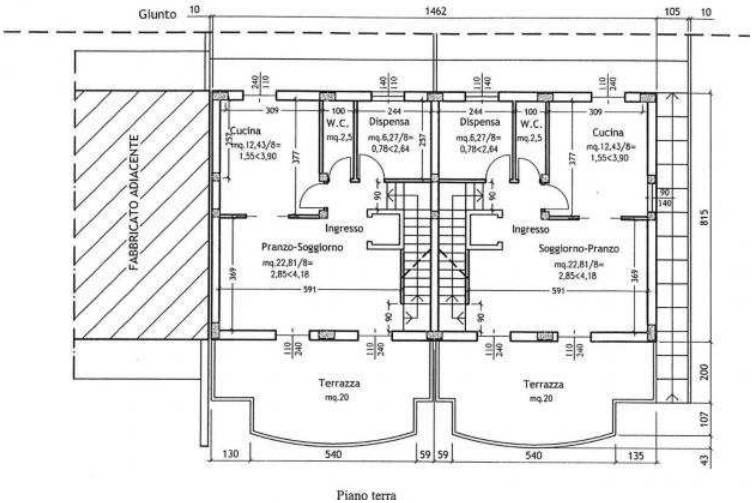 Giunto 10 1462 105 10
240 110 140 110 140 110 240 110
309 100 244 244 100 309
Cucina W.C. Dispensa Dispensa W.C. Cucina
mq.12,43/8= mq.2,5 mq.6,27/8= mq.6,27/8= mq.2,5 mq.12,43/8=
1,55<3,90 0,78<2,64 0,78<2,64 1,55<3,90
257 377 257 377
FABBRICATO ADIACENTE
90 90 90
140
815
Ingresso Ingresso
Pranzo-Soggiorno Soggiorno-Pranzo
mq.22,81/8= mq.22,81/8=
2,85<4,18 2,85<4,18
369 591 591 369
90 90
110 240 110 240 110 240 110 240
Terrazza Terrazza
mq.20 mq.20
200
107
43
130 540 59 59 540 135
Piano terra